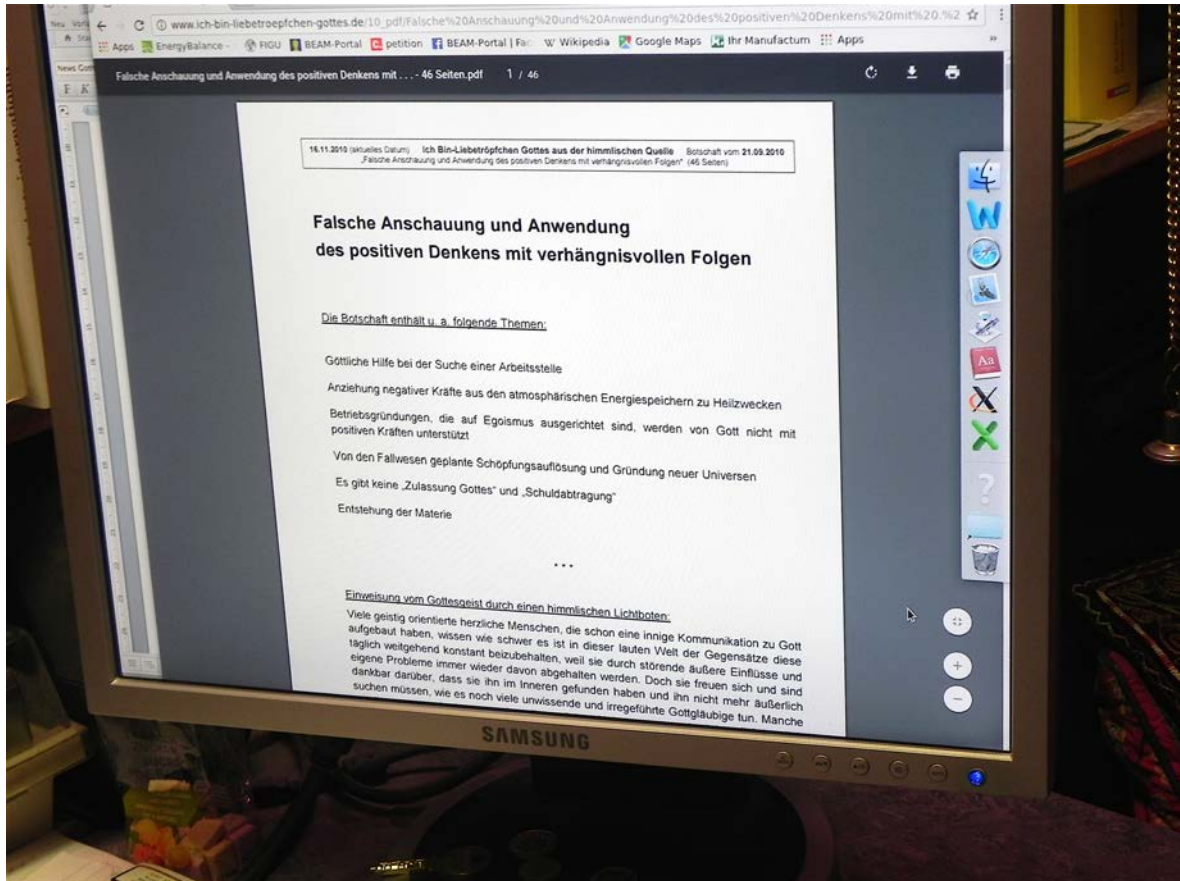 Neu
www.ich-bin-liebetroepfchen-gottes.de/10_pdf/Falsche%20Anschauung%20und%20Anwendung%20des%20positiven%20Denkens%20mit%20.%2
Apps EnergyBalance - FIGU BEAM-Portal petition BEAM-Portal | Fac W Wikipedia Google Maps Ihr Manufactum Apps »
News Got
F K
Falsche Anschauung und Anwendung des positiven Denkens mit . . . - 46 Seiten.pdf 1 / 46
16.11.2010 (aktuelles Datum) Ich Bin-Liebetröpfchen Gottes aus der himmlischen Quelle Botschaft vom 21.09.2010
„Falsche Anschauung und Anwendung des positiven Denkens mit verhängnisvollen Folgen“ (46 Seiten)
Falsche Anschauung und Anwendung
des positiven Denkens mit verhängnisvollen Folgen
Die Botschaft enthält u. a. folgende Themen:
Göttliche Hilfe bei der Suche einer Arbeitsstelle
Anziehung negativer Kräfte aus den atmosphärischen Energiespeichern zu Heilzwecken
Betriebsgründungen, die auf Egoismus ausgerichtet sind, werden von Gott nicht mit
positiven Kräften unterstützt
Von den Fallwesen geplante Schöpfungsauflösung und Gründung neuer Universen
Es gibt keine „Zulassung Gottes“ und „Schuldabtragung“
Entstehung der Materie
• • •
Einweisung vom Gottesgeist durch einen himmlischen Lichtboten:
Viele geistig orientierte herzliche Menschen, die schon eine innige Kommunikation zu Gott
aufgebaut haben, wissen wie schwer es ist in dieser lauten Welt der Gegensätze diese
täglich weitgehend konstant beizubehalten, weil sie durch störende äußere Einflüsse und
eigene Probleme immer wieder davon abgehalten werden. Doch sie freuen sich und sind
dankbar darüber, dass sie ihn im Inneren gefunden haben und ihn nicht mehr äußerlich
suchen müssen, wie es noch viele unwissende und irregeführte Gottgläubige tun. Manche
Aa
SAMSUNG